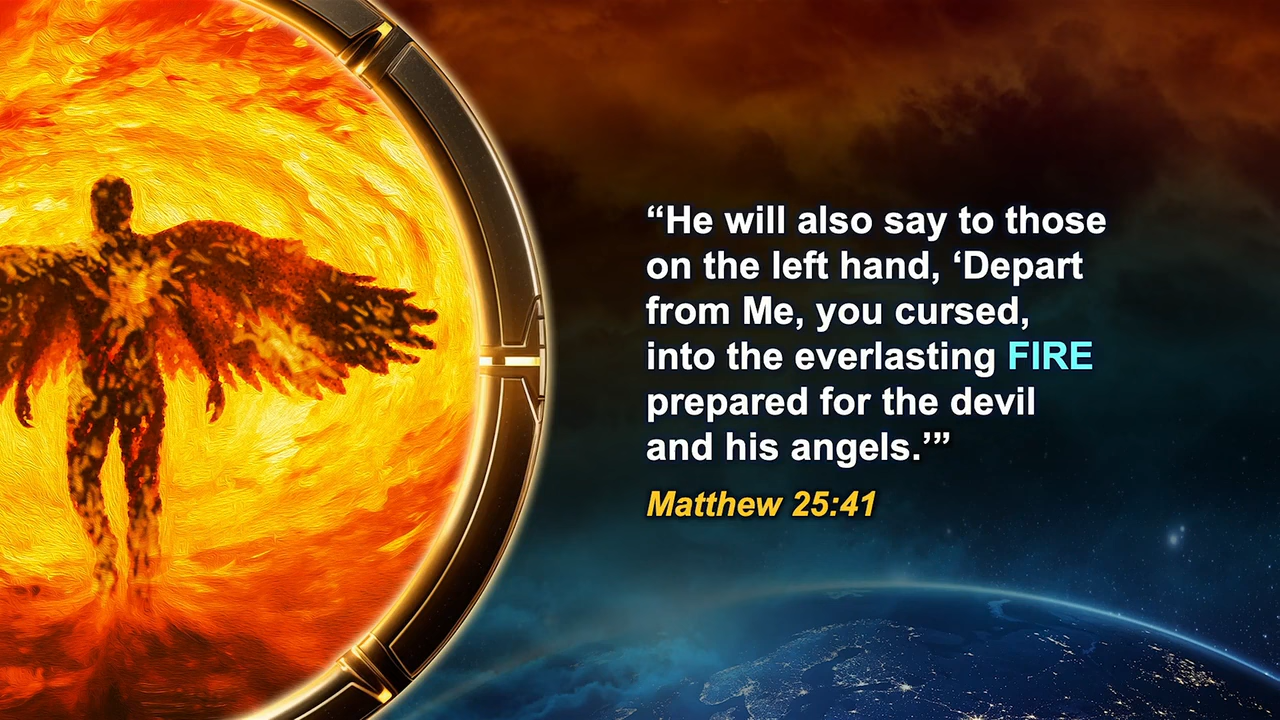 “He will also say to those
on the left hand, ‘Depart
from Me, you cursed,
into the everlasting FIRE
prepared for the devil
and his angels.’”
Matthew 25:41